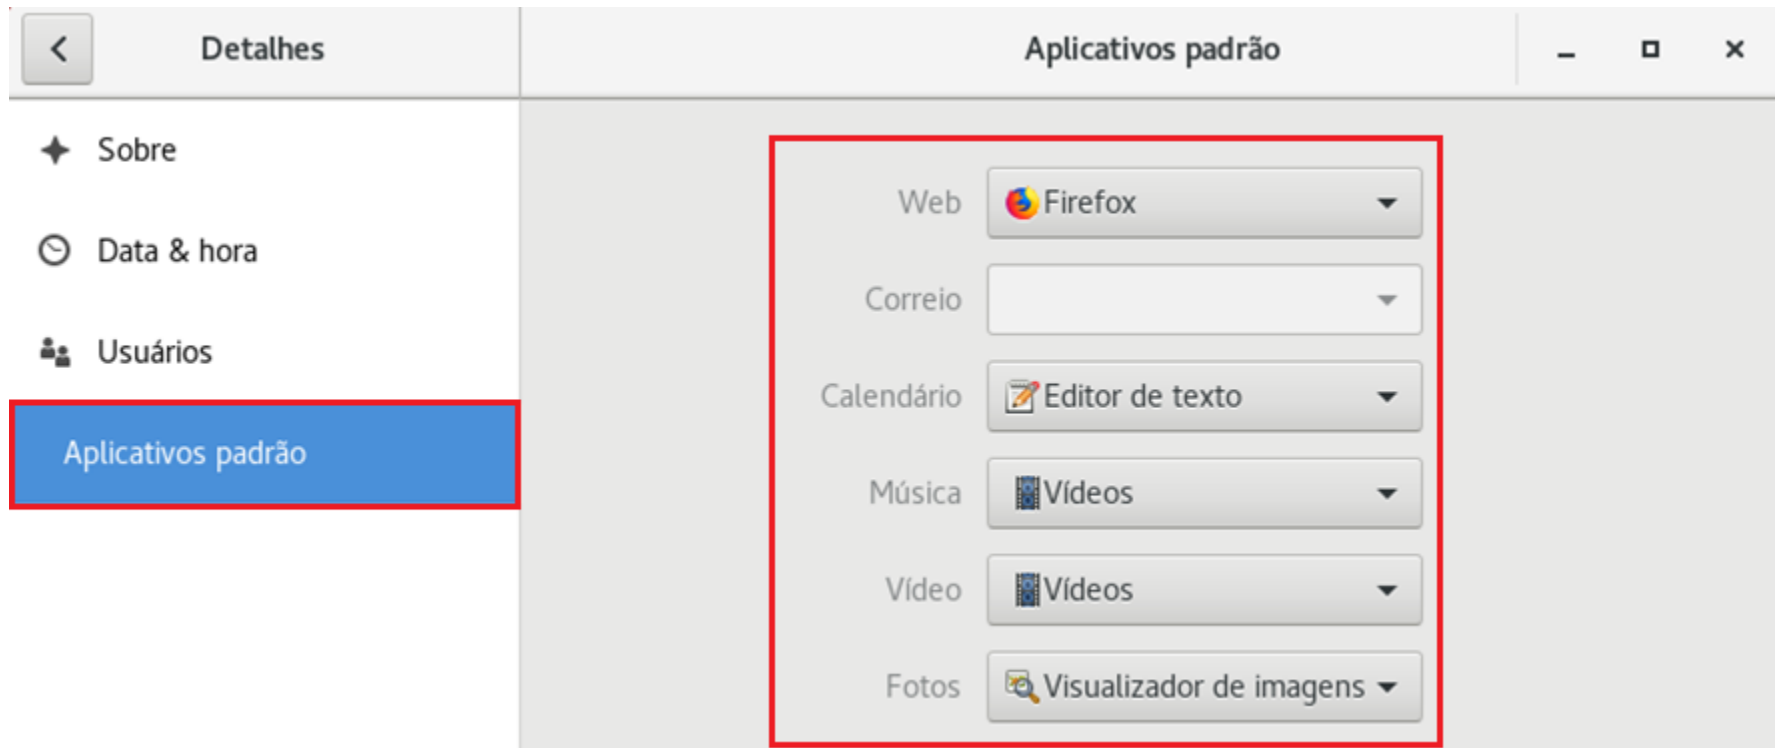 Detalhes
Aplicativos padrão
Sobre
Data & hora
Usuários
Aplicativos padrão
Web Firefox
Correio
Calendário Editor de texto
Música Vídeos
Vídeo Vídeos
Fotos Visualizador de imagens